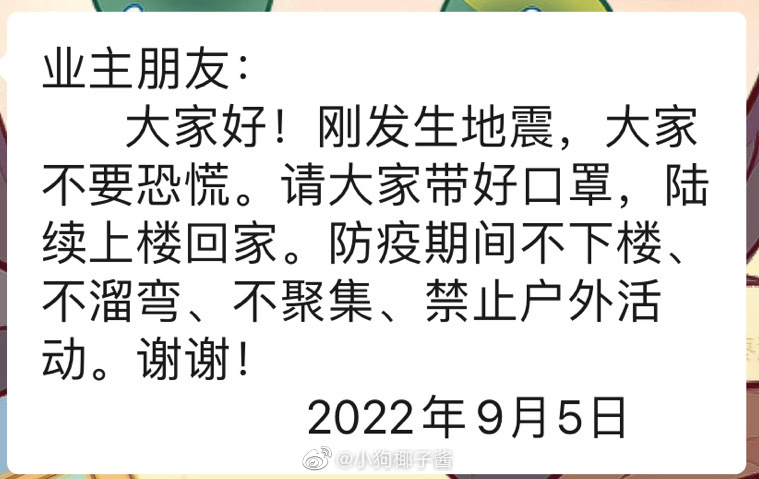 业主朋友：
大家好！刚发生地震，大家
不要恐慌。请大家带好口罩，陆
续上楼回家。防疫期间不下楼、
不溜弯、不聚集、禁止户外活
动。谢谢！
2022年9月5日
@小狗椰子酱